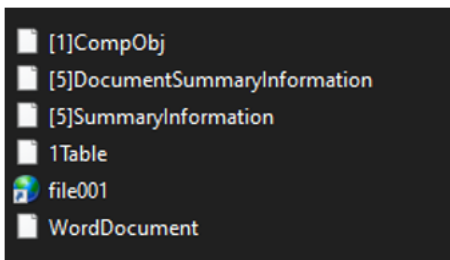 [1]CompObj
[5]DocumentSummaryInformation
[5]SummaryInformation
1Table
file001
WordDocument